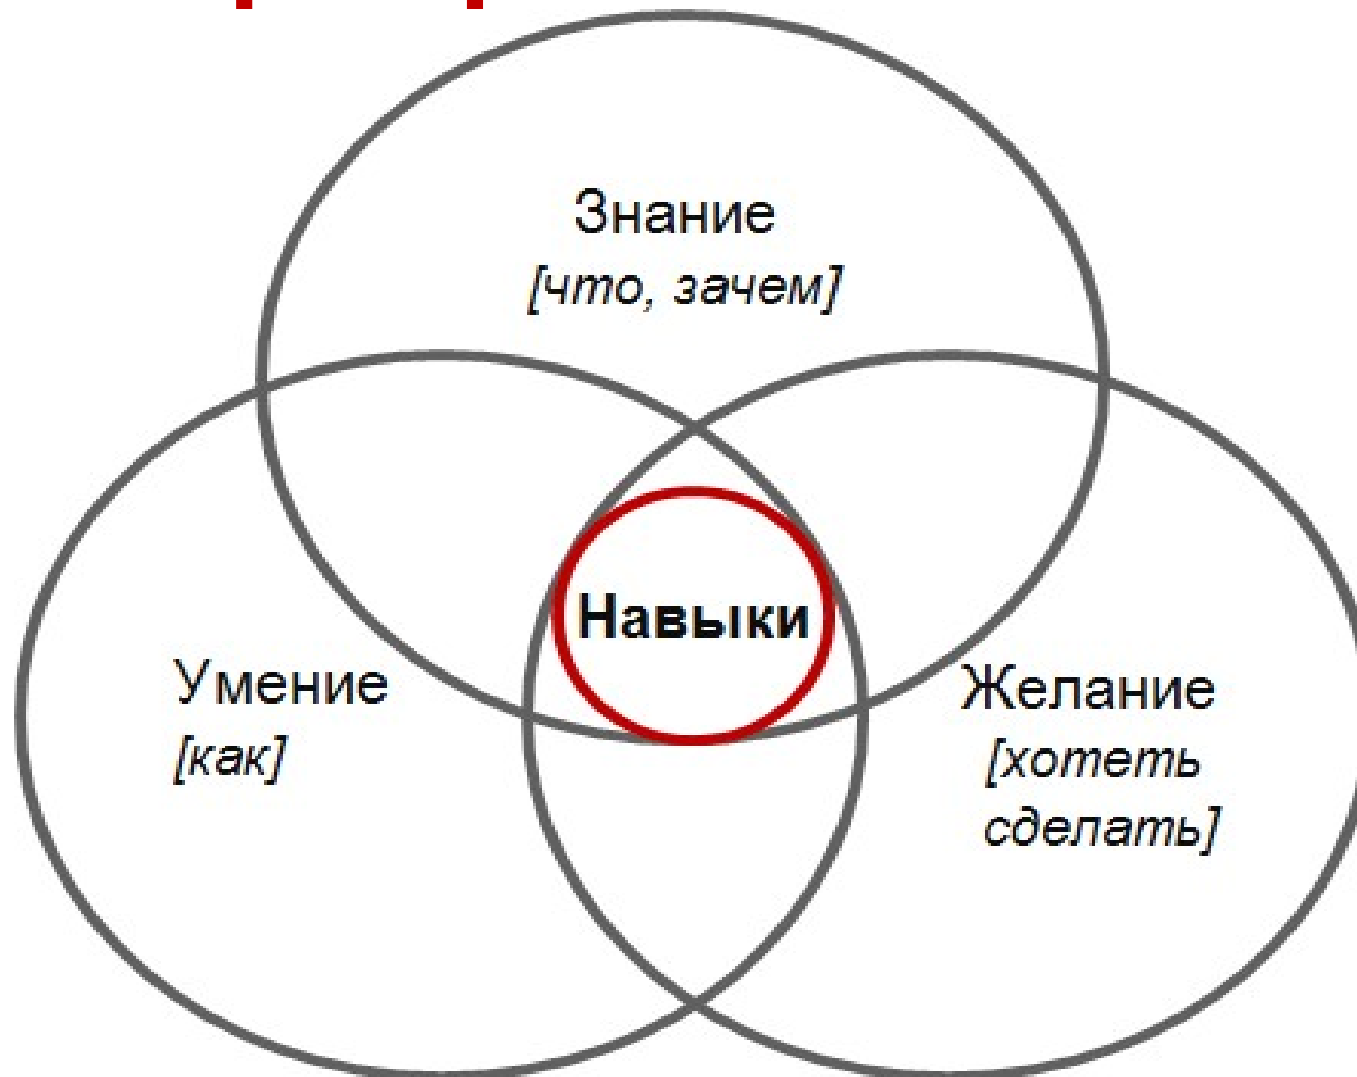 Знание
[что, зачем]
Навыки
Умение
[как]
Желание
[хотеть
сделать]